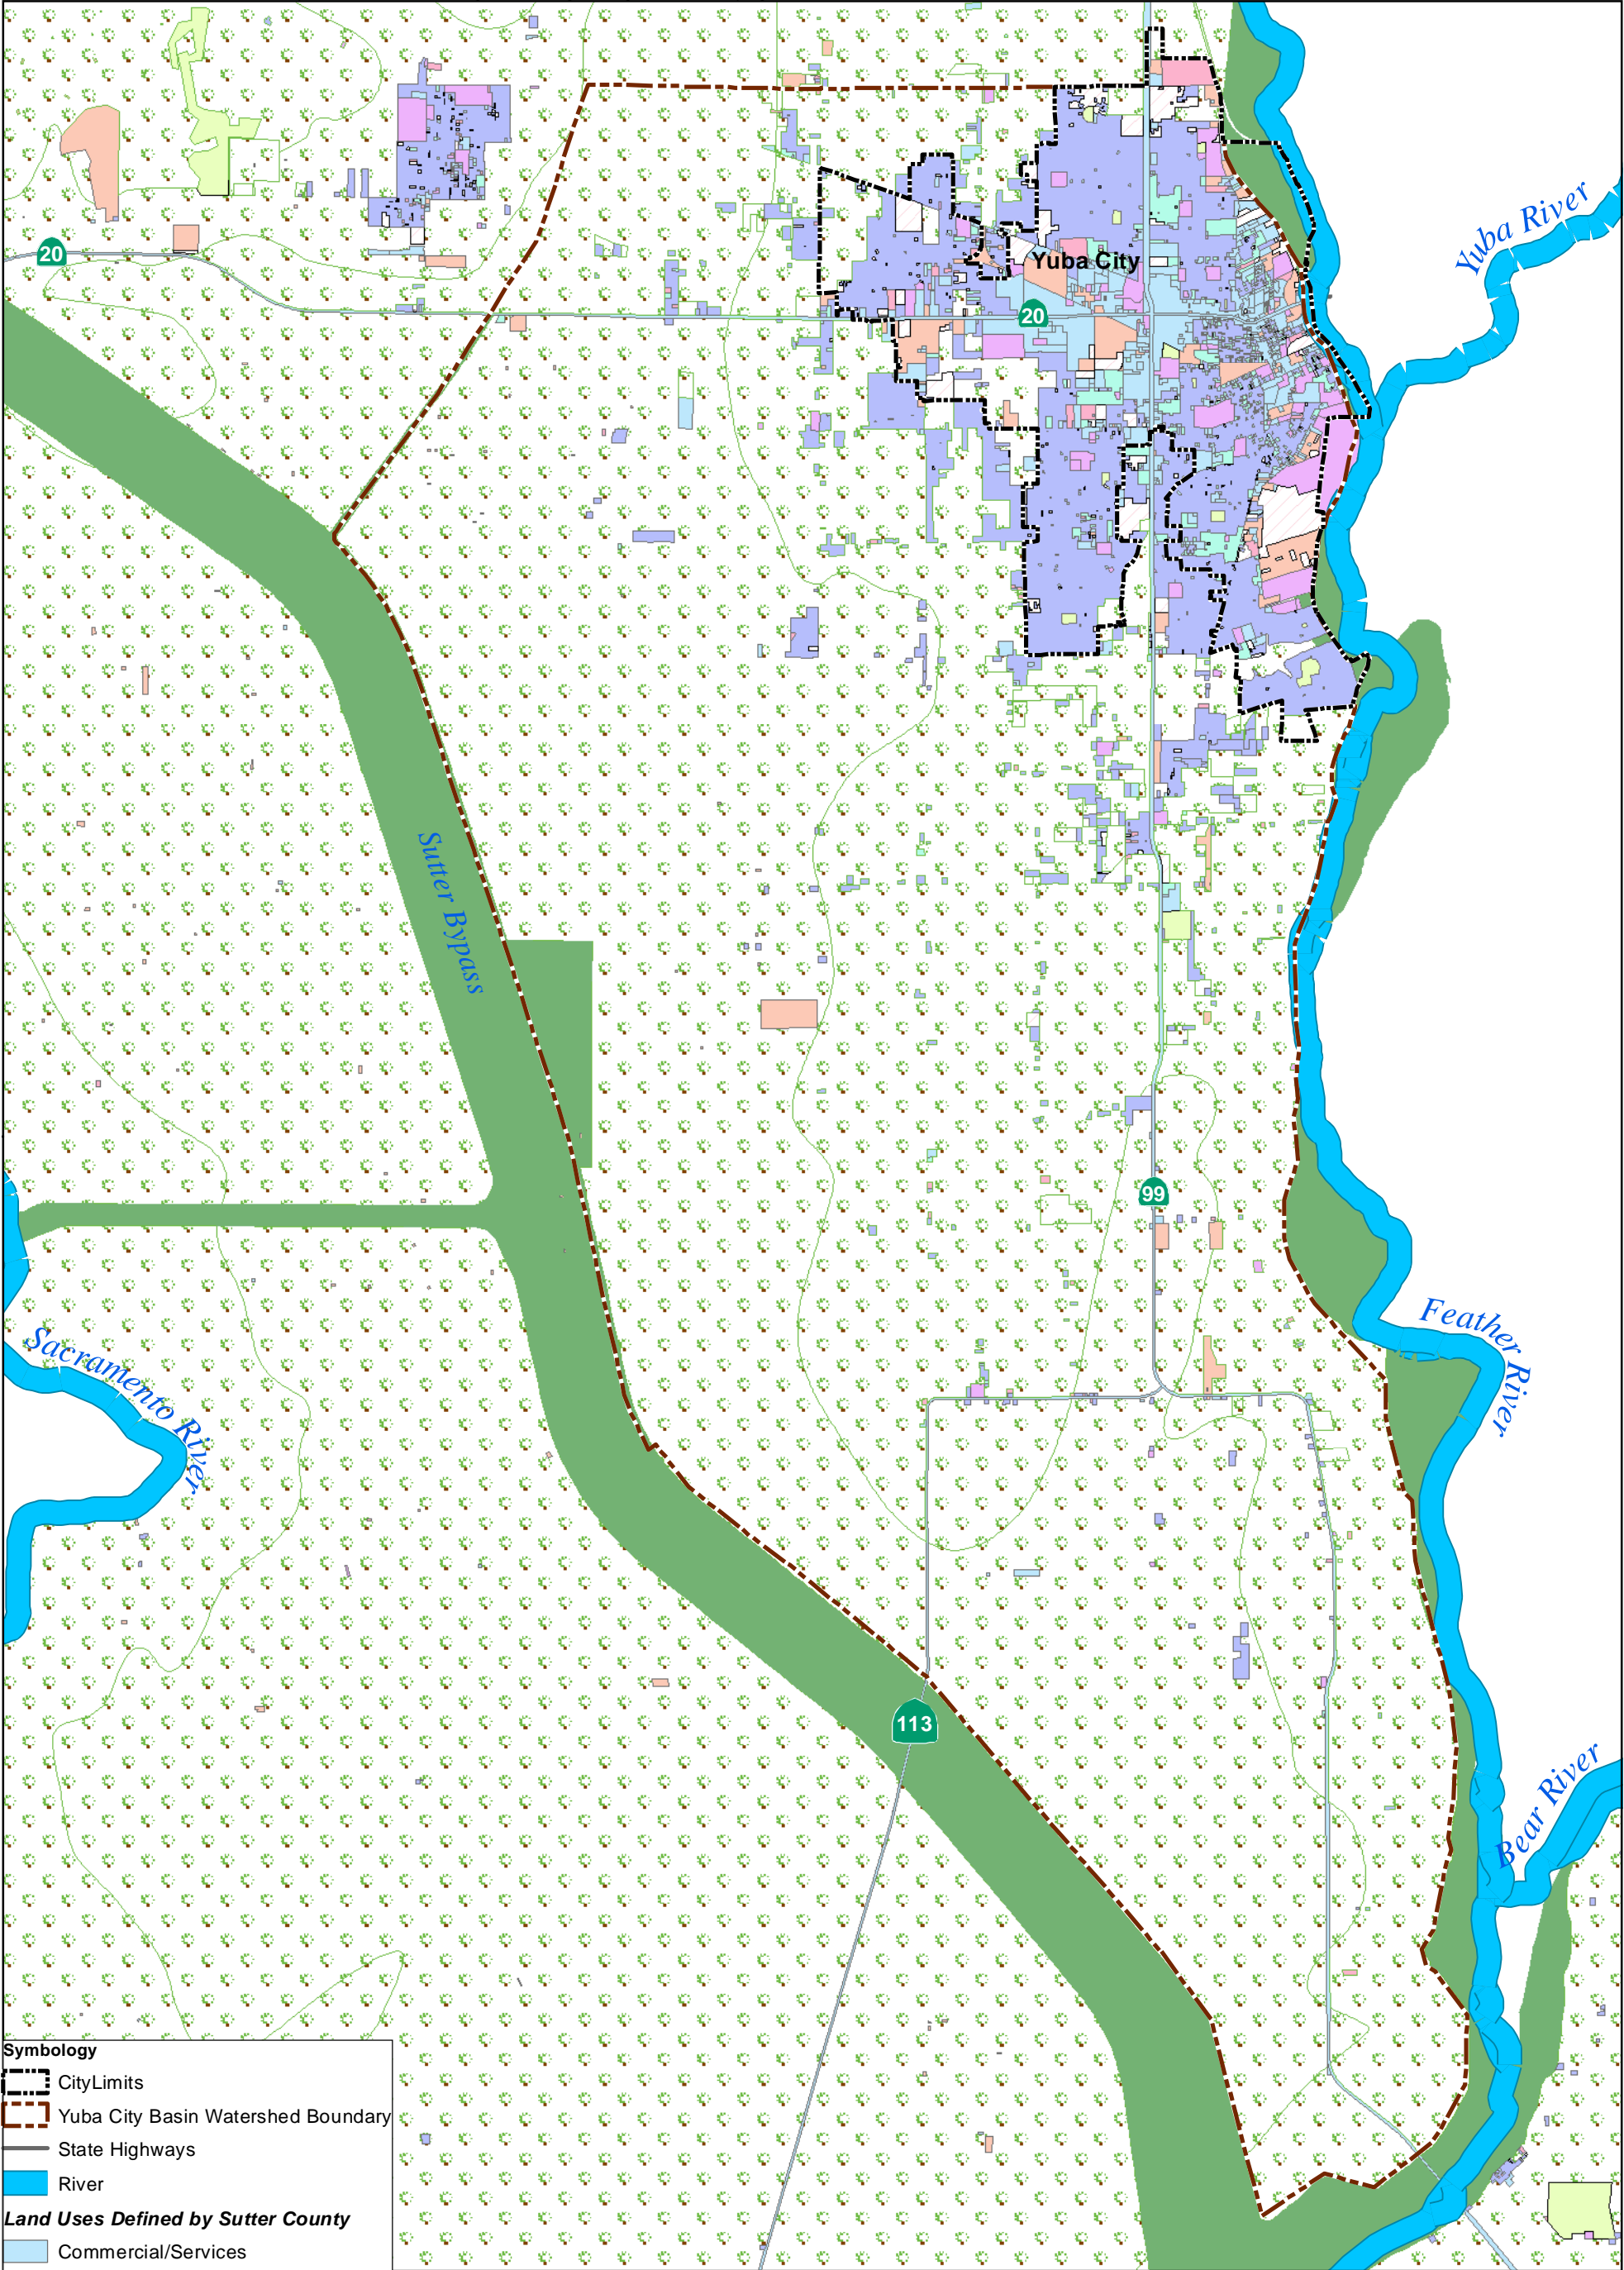 Yuba River
20
Yuba City
20
Sutter Bypass
99
Feather River
Sacramento River
113
Bear River
Symbology
CityLimits
Yuba City Basin Watershed Boundary
State Highways
River
Land Uses Defined by Sutter County
Commercial/Services